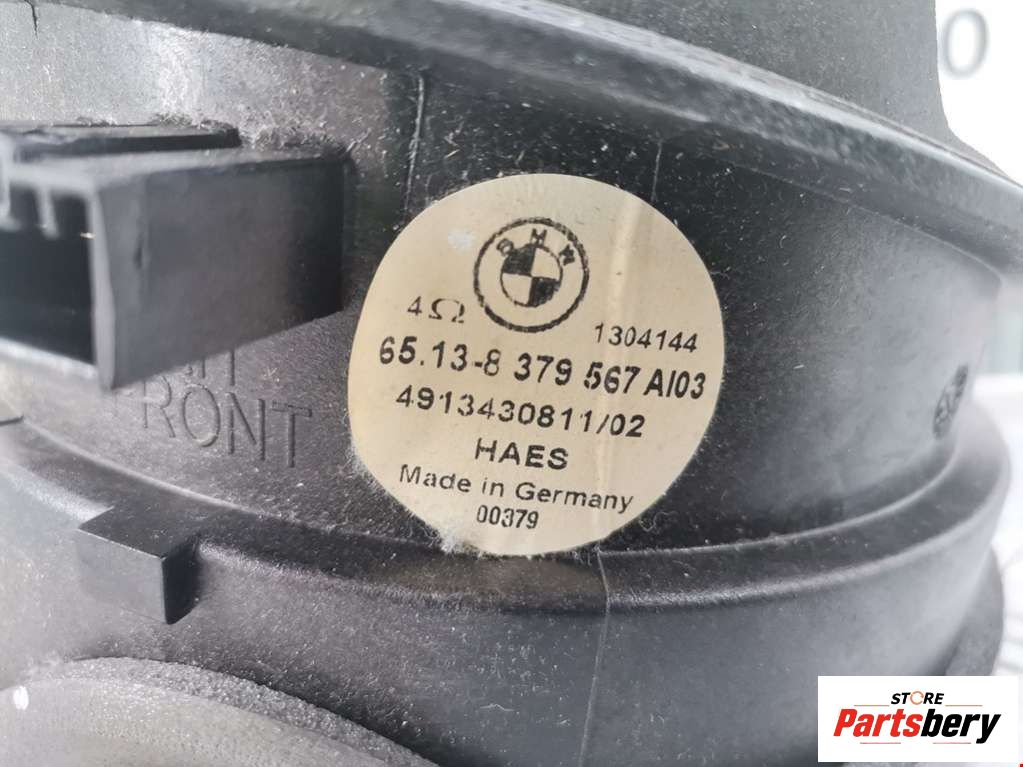 BMW
4Ω
1304144
65.13-8 379 567 AI03
4913430811/02
HAES
Made in Germany
00379
FRONT
STORE
Partsbery